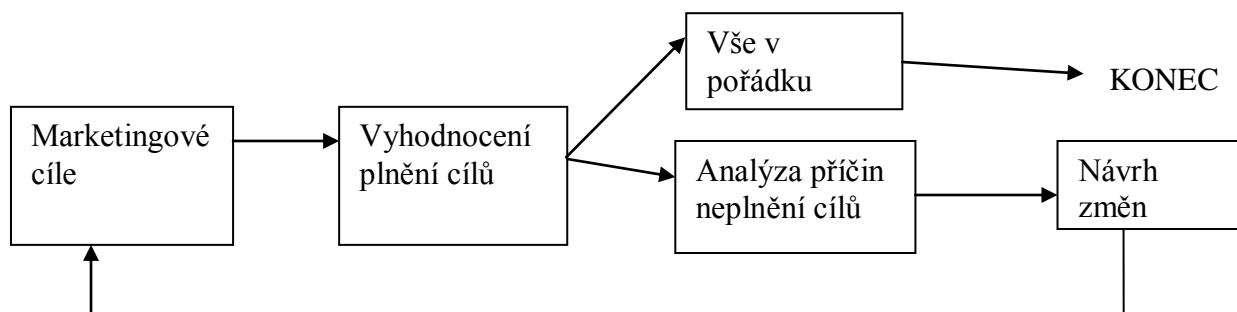 Marketingové
cíle
Vyhodnocení
plnění cílů
Vše v
pořádku
KONEC
Analýza příčin
neplnění cílů
Návrh
změn